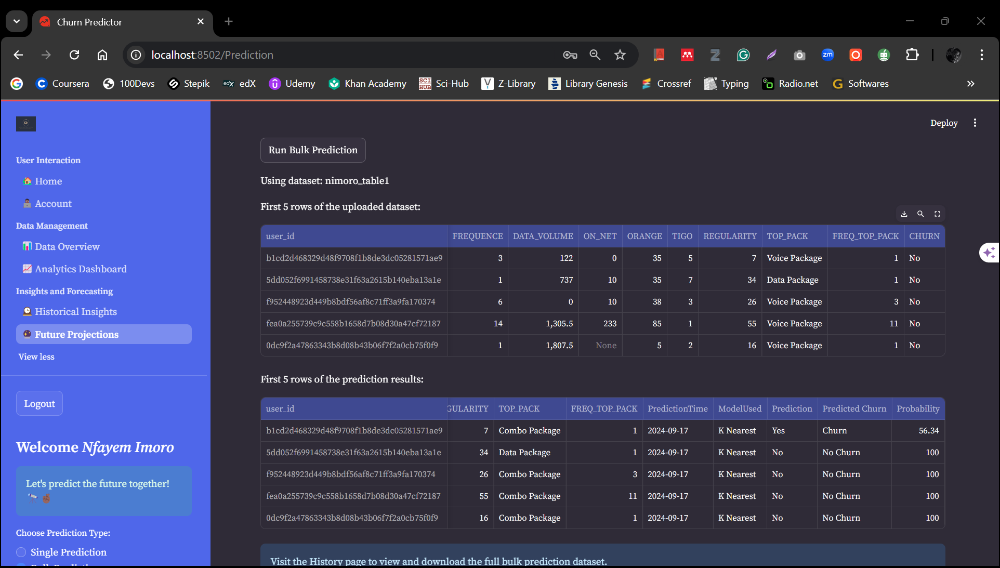 Churn Predictor
localhost:8502/Prediction
Coursera 100Devs Stepik edX Udemy Khan Academy Sci-Hub Z-Library Library Genesis Crossref Typing Radio.net Softwares
Deploy
User Interaction
Home
Account
Data Management
Data Overview
Analytics Dashboard
Insights and Forecasting
Historical Insights
Future Projections
View less
Logout
Welcome Nfayem Imoro
Let's predict the future together!
Choose Prediction Type:
Single Prediction
Run Bulk Prediction
Using dataset: nimoro_table1
First 5 rows of the uploaded dataset:
user_id FREQUENCE DATA_VOLUME ON_NET ORANGE TIGO REGULARITY TOP_PACK FREQ_TOP_PACK CHURN
b1cd2d468329d48f9708f1b8de3dc05281571ae9 3 122 0 35 5 7 Voice Package 1 No
5dd052f6991458738e31f63a2615b140eba13a1e 1 737 10 35 7 34 Data Package 1 No
f952448923d449b8bdf56af8c71ff3a9fa170374 6 0 10 38 3 26 Voice Package 3 No
fea0a255739c9c558b1658d7b08d30a47cf72187 14 1,305.5 233 85 1 55 Voice Package 11 No
0dc9f2a47863343b8d08b43b06f7f2a0cb75f0f9 1 1,807.5 None 5 2 16 Voice Package 1 No
First 5 rows of the prediction results:
user_id GULARITY TOP_PACK FREQ_TOP_PACK PredictionTime ModelUsed Prediction Predicted Churn Probability
b1cd2d468329d48f9708f1b8de3dc05281571ae9 7 Combo Package 1 2024-09-17 K Nearest Yes Churn 56.34
5dd052f6991458738e31f63a2615b140eba13a1e 34 Data Package 1 2024-09-17 K Nearest No No Churn 100
f952448923d449b8bdf56af8c71ff3a9fa170374 26 Combo Package 3 2024-09-17 K Nearest No No Churn 100
fea0a255739c9c558b1658d7b08d30a47cf72187 55 Combo Package 11 2024-09-17 K Nearest No No Churn 100
0dc9f2a47863343b8d08b43b06f7f2a0cb75f0f9 16 Combo Package 1 2024-09-17 K Nearest No No Churn 100
Visit the History page to view and download the full bulk prediction dataset.